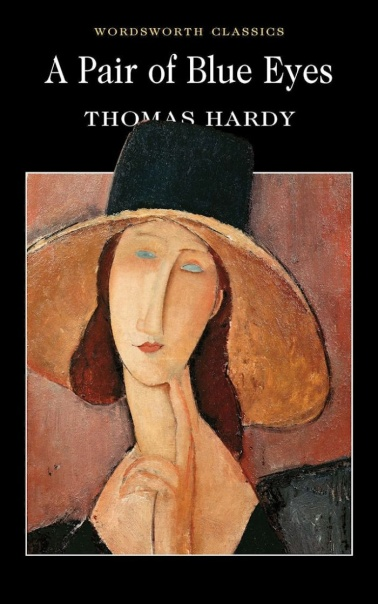 WORDSWORTH CLASSICS
A Pair of Blue Eyes
THOMAS HARDY